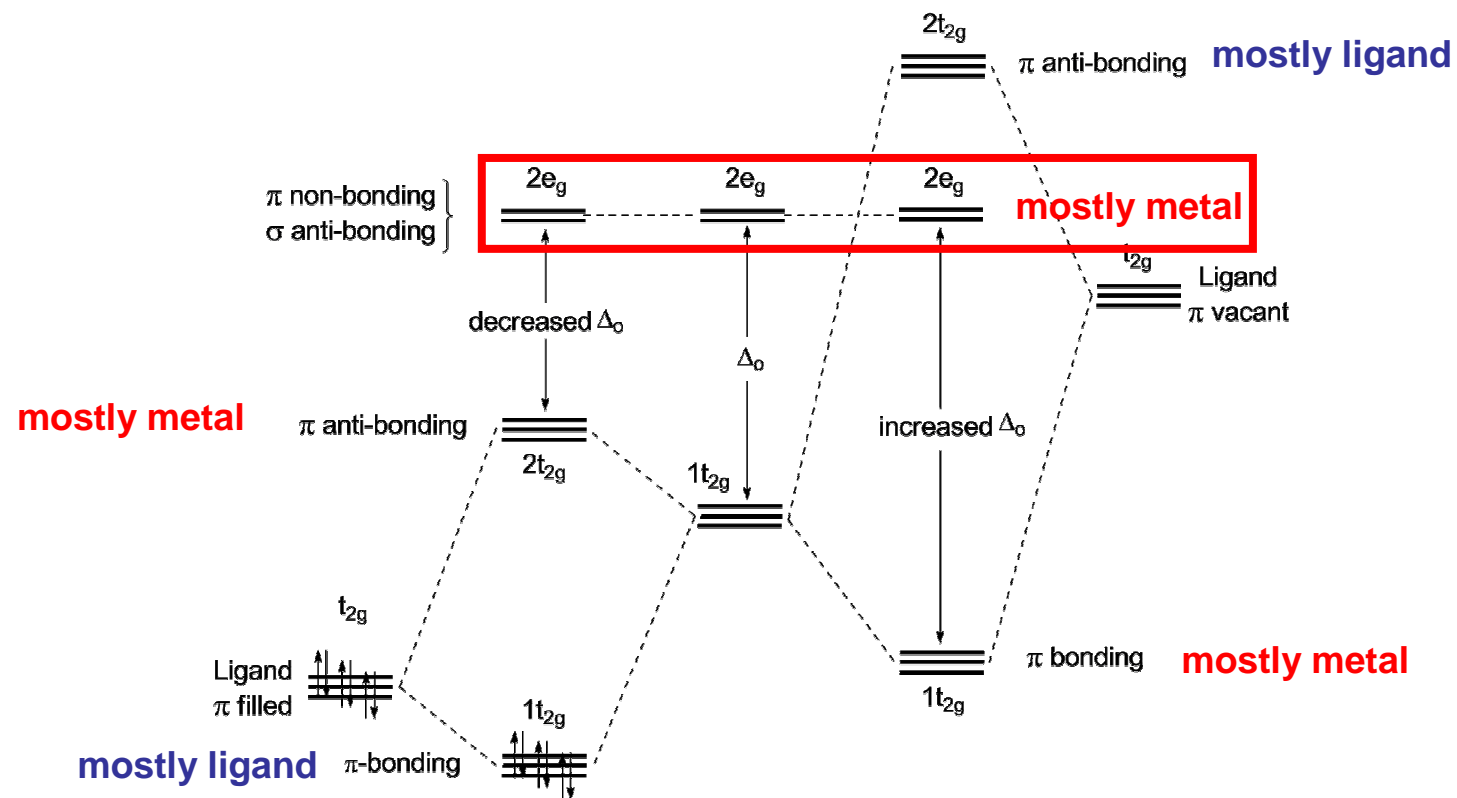 2t₂g
π anti-bonding mostly ligand
π non-bonding
σ anti-bonding
2eg 2eg 2eg mostly metal
t₂g
Ligand
π vacant
decreased Δₒ
Δₒ
increased Δₒ
mostly metal π anti-bonding
2t₂g
1t₂g
t₂g
Ligand
π filled
π bonding mostly metal
1t₂g
1t₂g
mostly ligand π-bonding